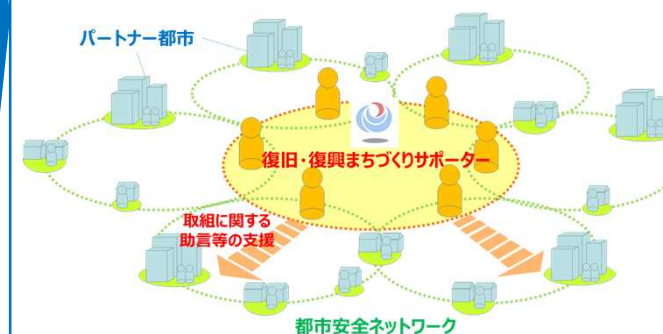 パートナー都市
復旧・復興まちづくりサポーター
取組に関する
助言等の支援
都市安全ネットワーク